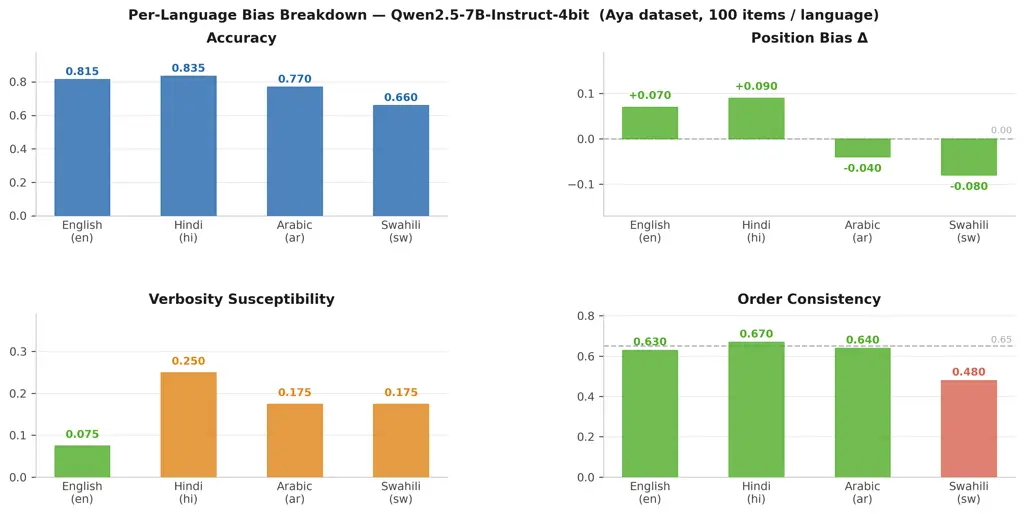 Per-Language Bias Breakdown — Qwen2.5-7B-Instruct-4bit (Aya dataset, 100 items / language)
Accuracy
0.8
0.6
0.4
0.2
0.0
0.815
0.835
0.770
0.660
English
(en)
Hindi
(hi)
Arabic
(ar)
Swahili
(sw)
Position Bias Δ
0.1
0.0
−0.1
+0.070
+0.090
-0.040
-0.080
0.00
English
(en)
Hindi
(hi)
Arabic
(ar)
Swahili
(sw)
Verbosity Susceptibility
0.3
0.2
0.1
0.0
0.075
0.250
0.175
0.175
English
(en)
Hindi
(hi)
Arabic
(ar)
Swahili
(sw)
Order Consistency
0.8
0.6
0.4
0.2
0.0
0.630
0.670
0.640
0.480
0.65
English
(en)
Hindi
(hi)
Arabic
(ar)
Swahili
(sw)